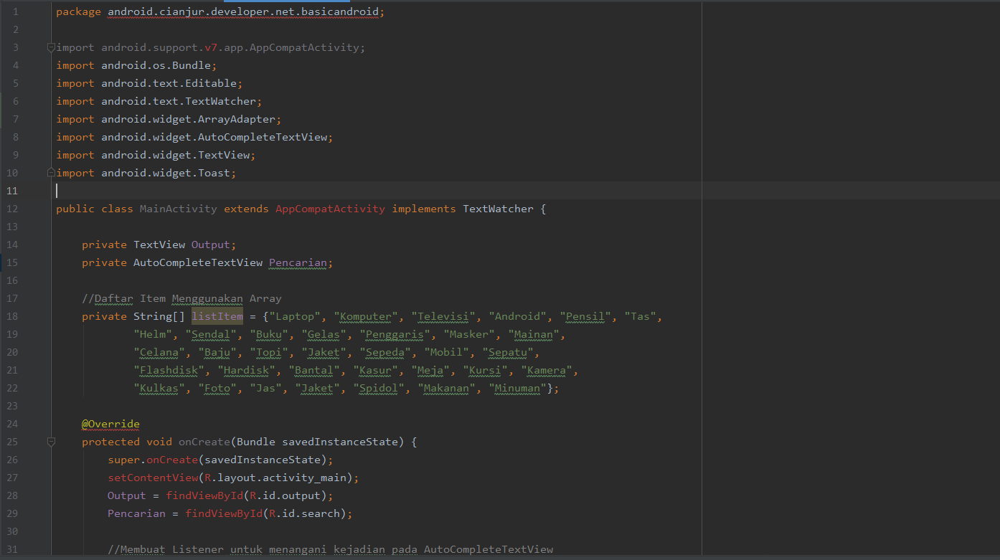 1 package android.cianjur.developer.net.basicandroid;
2
3 import android.support.v7.app.AppCompatActivity;
4 import android.os.Bundle;
5 import android.text.Editable;
6 import android.text.TextWatcher;
7 import android.widget.ArrayAdapter;
8 import android.widget.AutoCompleteTextView;
9 import android.widget.TextView;
10 import android.widget.Toast;
11
12 public class MainActivity extends AppCompatActivity implements TextWatcher {
13
14     private TextView Output;
15     private AutoCompleteTextView Pencarian;
16
17     //Daftar Item Menggunakan Array
18     private String[] listItem = {"Laptop", "Komputer", "Televisi", "Android", "Pensil", "Tas",
19             "Helm", "Sendal", "Buku", "Gelas", "Penggaris", "Masker", "Mainan",
20             "Celana", "Baju", "Topi", "Jaket", "Sepeda", "Mobil", "Sepatu",
21             "Flashdisk", "Hardisk", "Bantal", "Kasur", "Meja", "Kursi", "Kamera",
22             "Kulkas", "Foto", "Jas", "Jaket", "Spidol", "Makanan", "Minuman"};
23
24     @Override
25     protected void onCreate(Bundle savedInstanceState) {
26         super.onCreate(savedInstanceState);
27         setContentView(R.layout.activity_main);
28         Output = findViewById(R.id.output);
29         Pencarian = findViewById(R.id.search);
30
31         //Membuat Listener untuk menangani kejadian pada AutoCompleteTextView